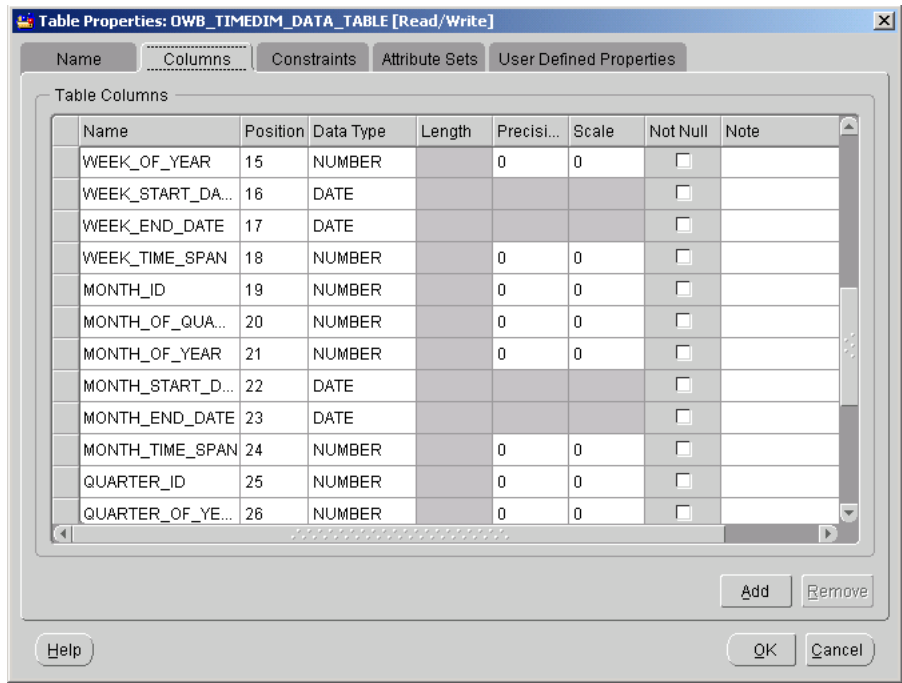 Table Properties: OWB_TIMEDIM_DATA_TABLE [Read/Write]
Name Columns Constraints Attribute Sets User Defined Properties
Table Columns
Name Position Data Type Length Precisi... Scale Not Null Note
WEEK_OF_YEAR 15 NUMBER 0 0
WEEK_START_DA... 16 DATE
WEEK_END_DATE 17 DATE
WEEK_TIME_SPAN 18 NUMBER 0 0
MONTH_ID 19 NUMBER 0 0
MONTH_OF_QUA... 20 NUMBER 0 0
MONTH_OF_YEAR 21 NUMBER 0 0
MONTH_START_D... 22 DATE
MONTH_END_DATE 23 DATE
MONTH_TIME_SPAN 24 NUMBER 0 0
QUARTER_ID 25 NUMBER 0 0
QUARTER_OF_YE... 26 NUMBER 0 0
Add Remove
Help OK Cancel